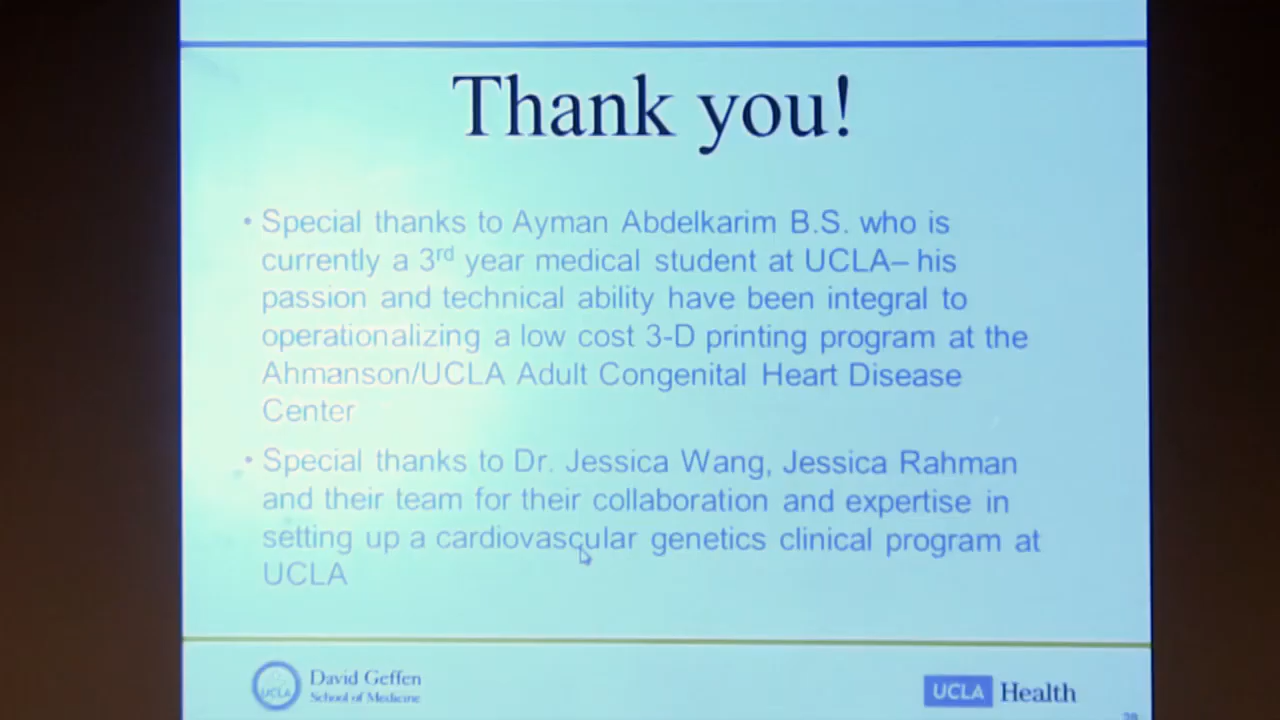 Thank you!
• Special thanks to Ayman Abdelkarim B.S. who is
currently a 3rd year medical student at UCLA– his
passion and technical ability have been integral to
operationalizing a low cost 3-D printing program at the
Ahmanson/UCLA Adult Congenital Heart Disease
Center
• Special thanks to Dr. Jessica Wang, Jessica Rahman
and their team for their collaboration and expertise in
setting up a cardiovascular genetics clinical program at
UCLA
UCLA
David Geffen
School of Medicine
UCLA Health